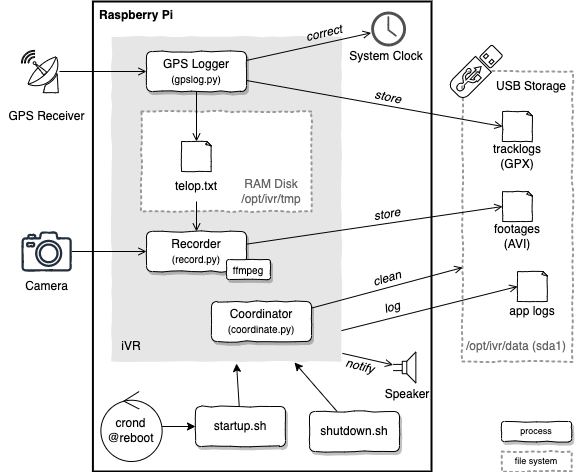 Raspberry Pi
correct
System Clock
GPS Logger
(gpslog.py)
GPS Receiver
store
USB Storage
tracklogs
(GPX)
telop.txt
RAM Disk
/opt/ivr/tmp
store
footages
(AVI)
Recorder
(record.py)
ffmpeg
Camera
clean
log
app logs
Coordinator
(coordinate.py)
iVR
/opt/ivr/data (sda1)
notify
Speaker
crond
@reboot
startup.sh
shutdown.sh
process
file system